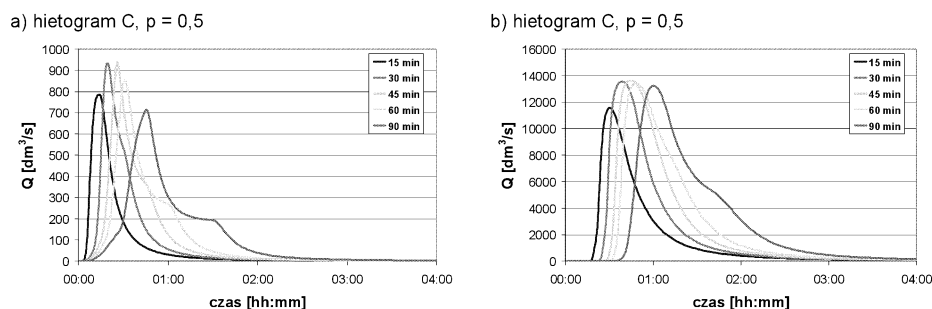 a) hietogram C, p = 0,5
1000
900
800
700
600
500
400
300
200
100
0
Q [dm³/s]
00:00 01:00 02:00 03:00 04:00
czas [hh:mm]
15 min
30 min
45 min
60 min
90 min
b) hietogram C, p = 0,5
16000
14000
12000
10000
8000
6000
4000
2000
0
Q [dm³/s]
00:00 01:00 02:00 03:00 04:00
czas [hh:mm]
15 min
30 min
45 min
60 min
90 min